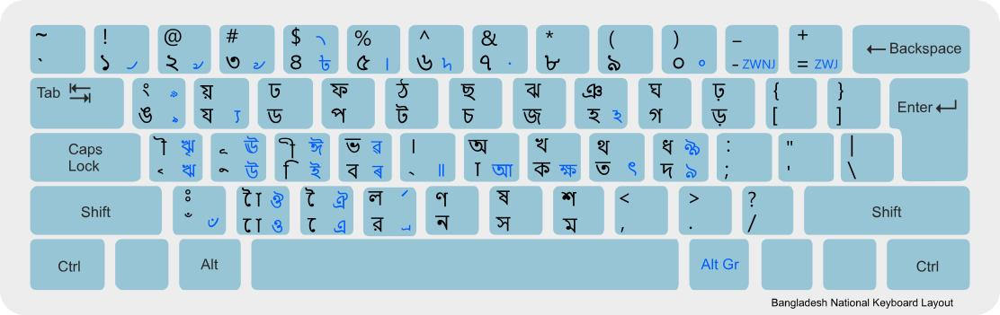 ~ ! @ # $ % ^ & * ( ) _ + ← Backspace
` ১ ২ ৩ ৪ ৫ ৬ ৭ ৮ ৯ ০ - ZWNJ = ZWJ
Tab ং য় ঢ ফ ঠ ছ ঝ ঞ ঘ ঢ় { } Enter
ঙ য ড প ট চ জ হ গ ড় [ ]
Caps Lock ৗ ৠ ূ ঊ ী ঈ ভ ৱ । অ খ থ ধ ৡ : " |
ৃ ঋ ু উ ি ই ব ৰ ্ ॥ া আ ক ক্ষ ত ৎ দ ঌ ; ' \
Shift ঃ ৌ ঔ ৈ ঐ ল ণ ষ শ < > ? Shift
ঁ ো ও ে এ র ন স ম , . /
Ctrl Alt Alt Gr Ctrl
Bangladesh National Keyboard Layout